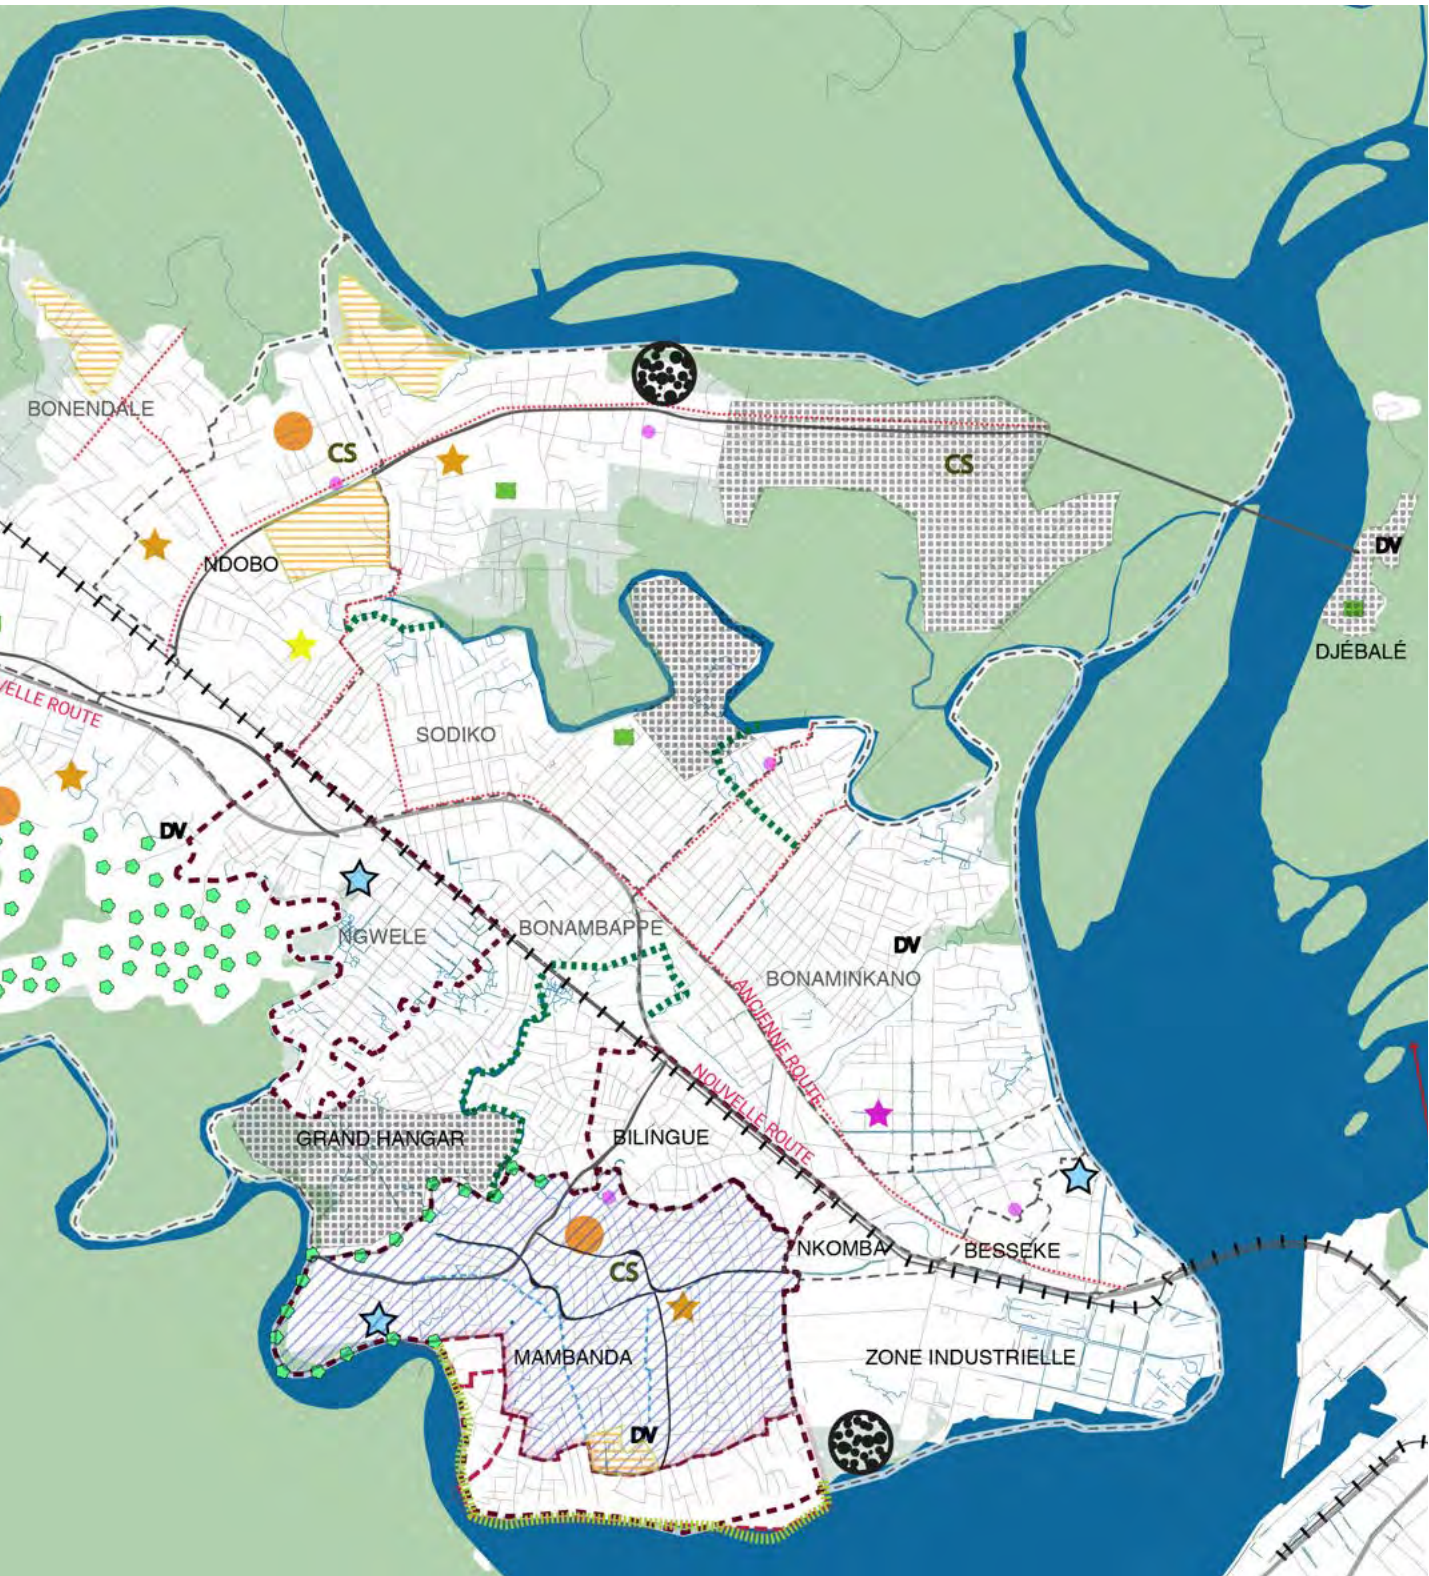 BONENDALE
CS
CS
DV
NDOBO
DJÉBALÉ
VELLE ROUTE
SODIKO
DV
BONAMBAPPE
NGWELE
DV
BONAMINKANO
ANCIENNE ROUTE
NOUVELLE ROUTE
GRAND HANGAR
BILINGUE
NKOMBA
BESSEKE
CS
MAMBANDA
ZONE INDUSTRIELLE
DV